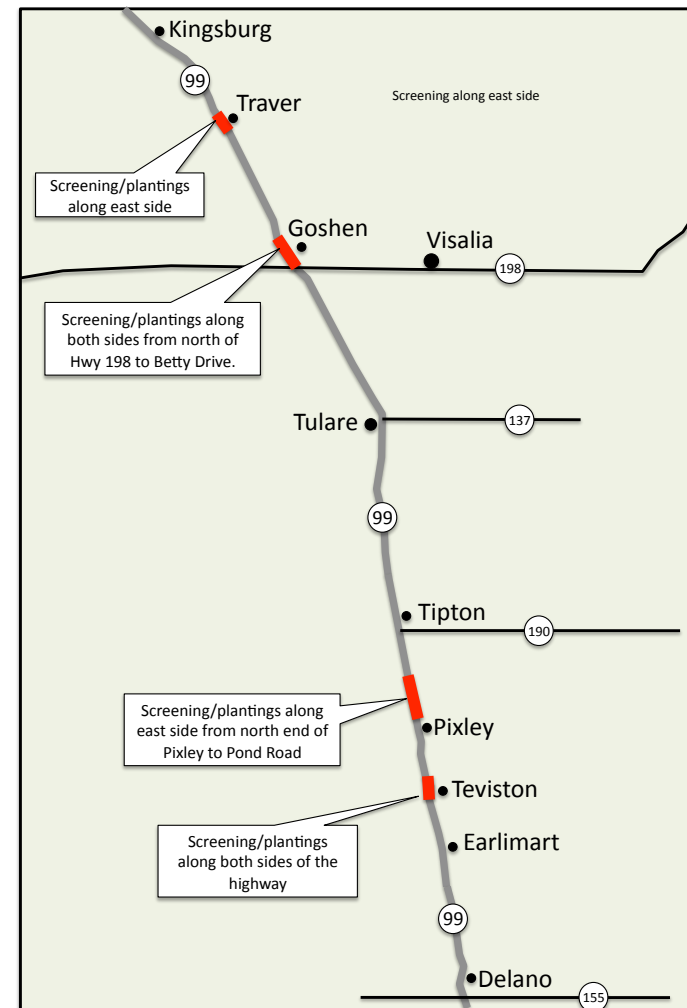 Kingsburg
99
Traver
Screening along east side
Screening/plantings
along east side
Goshen
Visalia
198
Screening/plantings along
both sides from north of
Hwy 198 to Betty Drive.
Tulare
137
99
Tipton
190
Screening/plantings along
east side from north end of
Pixley to Pond Road
Pixley
Teviston
Screening/plantings
along both sides of the
highway
Earlimart
99
Delano
155